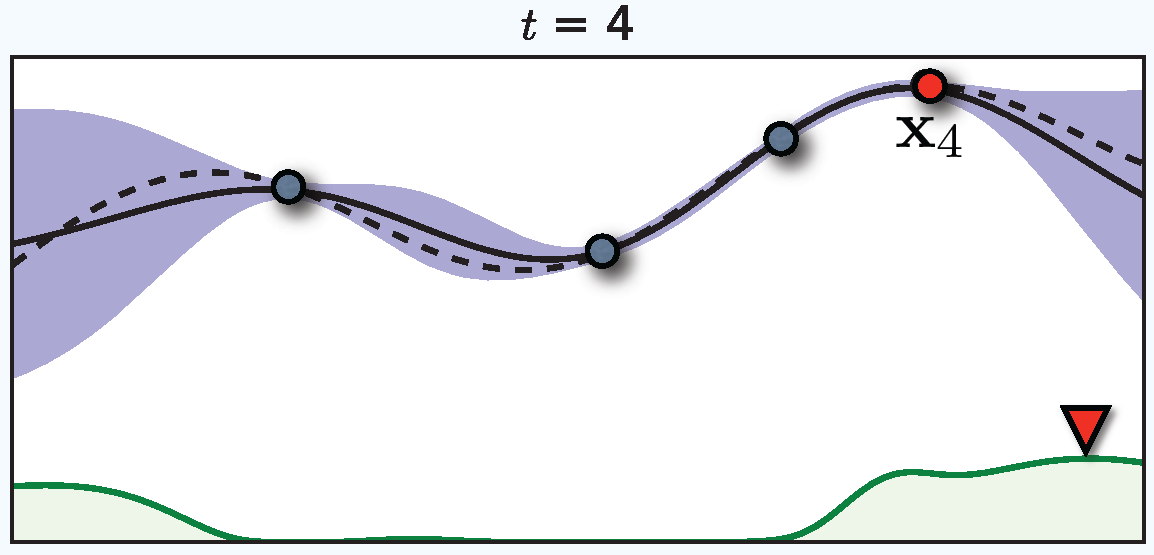 t = 4
x₄